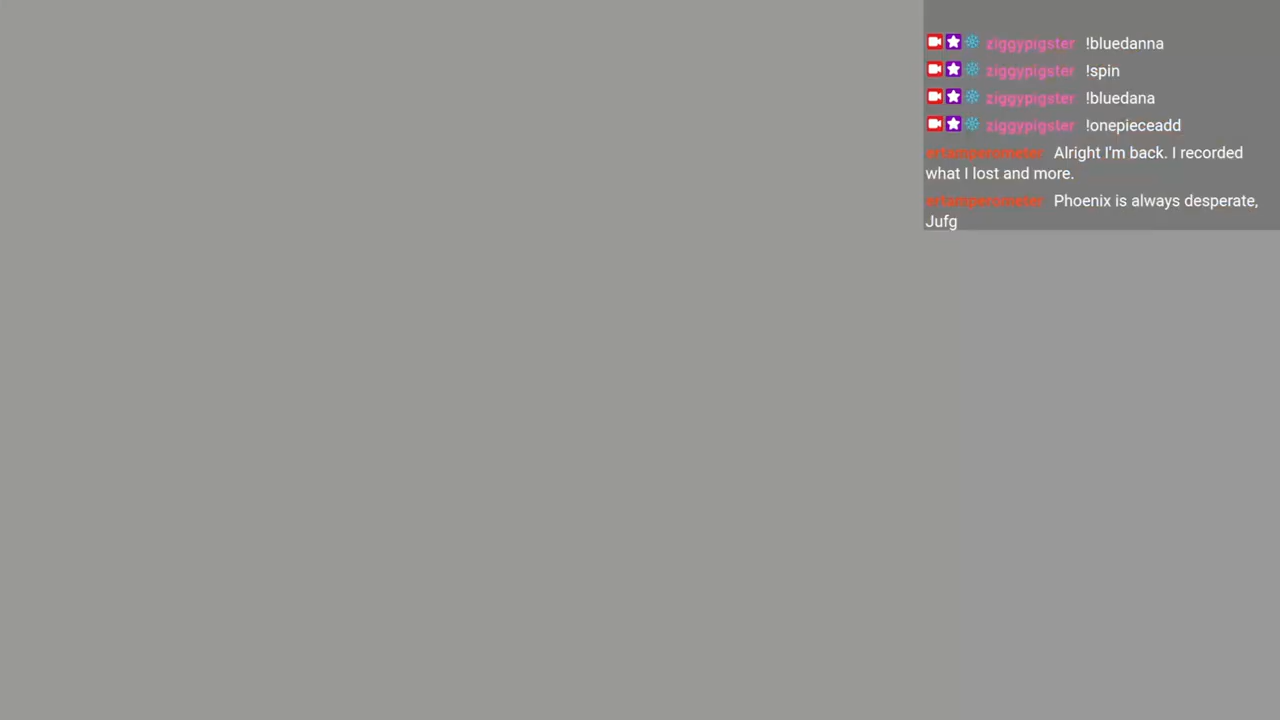 ziggypigster !bluedanna
ziggypigster !spin
ziggypigster !bluedana
ziggypigster !onepieceadd
Alright I'm back. I recorded
what I lost and more.
Phoenix is always desperate,
Jufg